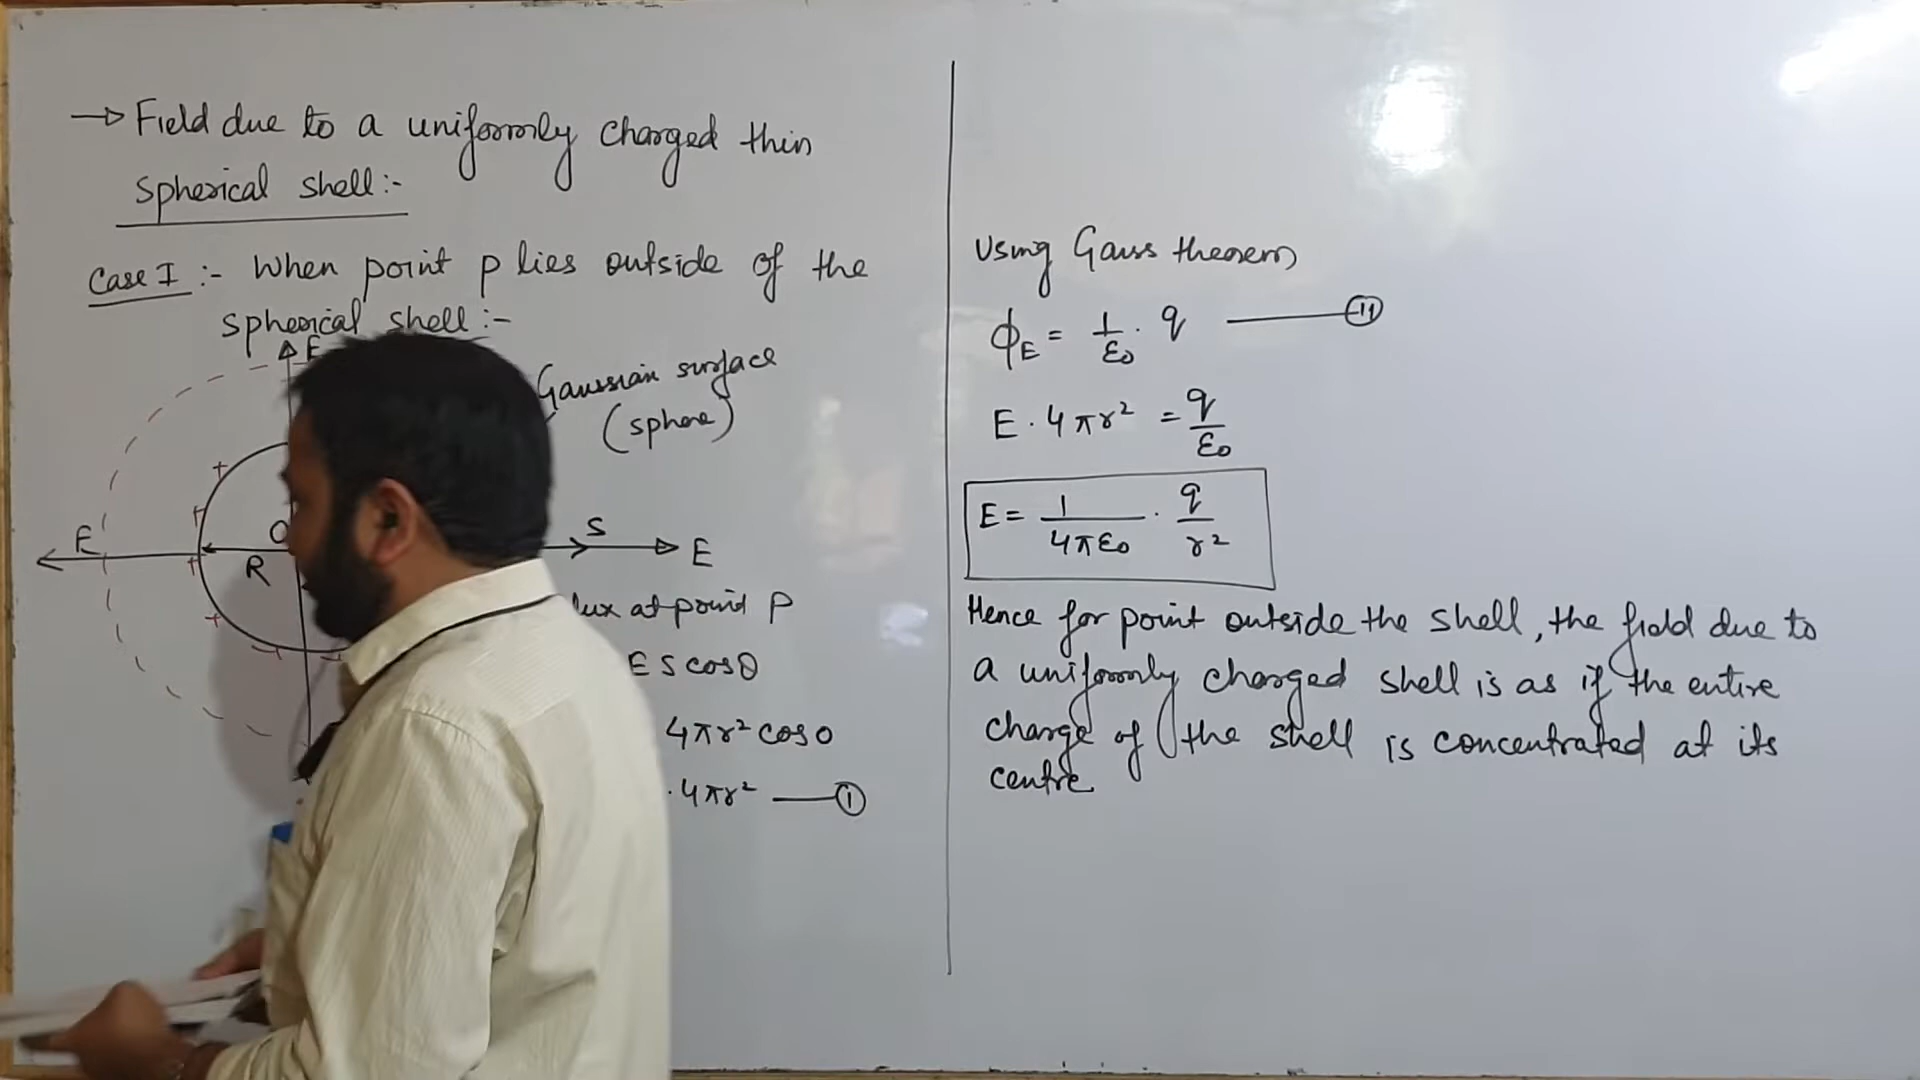 → Field due to a uniformly charged thin
spherical shell:-
Case I :- When point p lies outside of the
spherical shell :-
E
Gaussian surface
(sphere)
E
O
R
S
E
lux at point P
E S cosθ
4πr² cos0
. 4πr² — ①
Using Gauss theorem
ϕE = 1/ε₀ . q — ⑪
E . 4πr² = q/ε₀
E = 1/4πε₀ . q/r²
Hence for point outside the shell, the field due to
a uniformly charged shell is as if the entire
charge of the shell is concentrated at its
centre